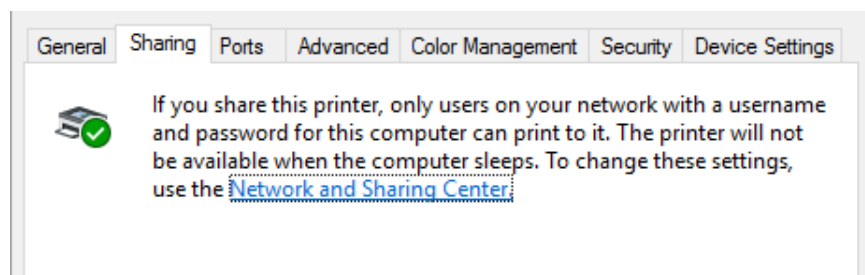 General Sharing Ports Advanced Color Management Security Device Settings
If you share this printer, only users on your network with a username
and password for this computer can print to it. The printer will not
be available when the computer sleeps. To change these settings,
use the Network and Sharing Center.